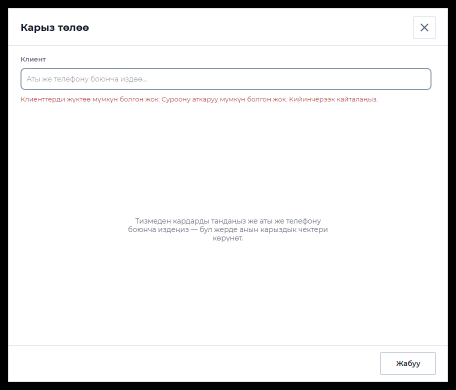 Карыз төлөө
Клиент
Аты же телефону боюнча издөө...
Клиенттерди жүктөө мүмкүн болгон жок. Суроону аткаруу мүмкүн болгон жок. Кийинчерээк кайталаңыз.
Тизмеден кардарды тандаңыз же аты же телефону
боюнча издеңиз — бул жерде анын карыздык чектери
көрүнөт.
Жабуу